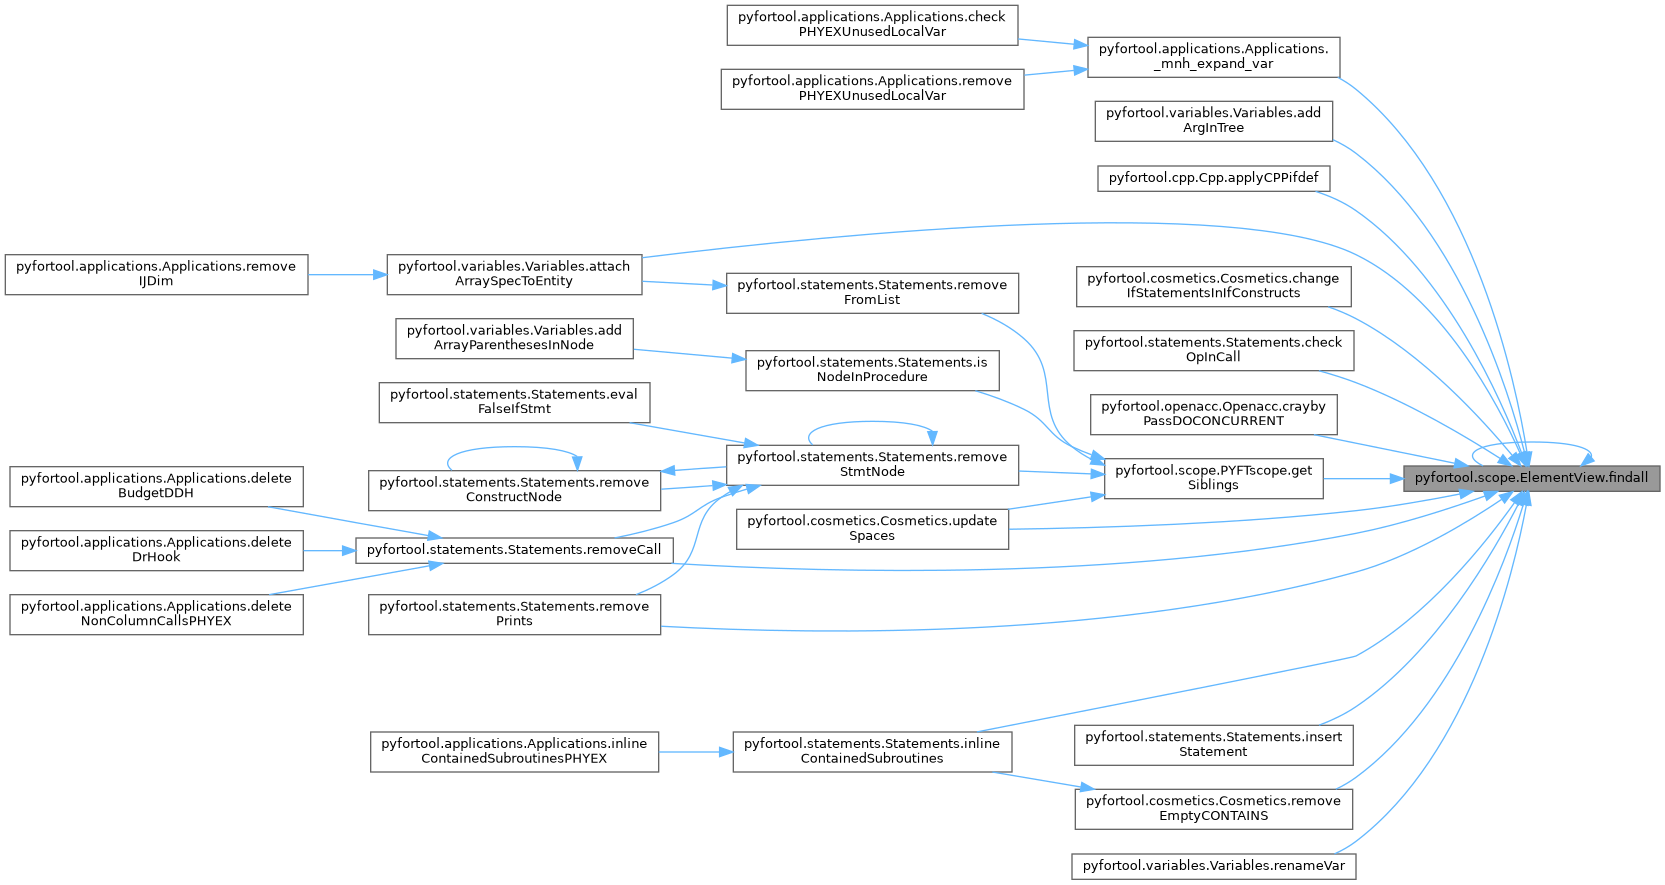 pyfortool.applications.Applications.check
PHYEXUnusedLocalVar
pyfortool.applications.Applications.
_mnh_expand_var
pyfortool.applications.Applications.remove
PHYEXUnusedLocalVar
pyfortool.variables.Variables.add
ArgInTree
pyfortool.cpp.Cpp.applyCPPifdef
pyfortool.applications.Applications.remove
IJDim
pyfortool.variables.Variables.attach
ArraySpecToEntity
pyfortool.statements.Statements.remove
FromList
pyfortool.cosmetics.Cosmetics.change
IfStatementsInIfConstructs
pyfortool.variables.Variables.add
ArrayParenthesesInNode
pyfortool.statements.Statements.is
NodeInProcedure
pyfortool.statements.Statements.check
OpInCall
pyfortool.statements.Statements.eval
FalseIfStmt
pyfortool.openacc.Openacc.crayby
PassDOCONCURRENT
pyfortool.statements.Statements.remove
StmtNode
pyfortool.scope.PYFTscope.get
Siblings
pyfortool.scope.ElementView.findall
pyfortool.statements.Statements.remove
ConstructNode
pyfortool.applications.Applications.delete
BudgetDDH
pyfortool.cosmetics.Cosmetics.update
Spaces
pyfortool.applications.Applications.delete
DrHook
pyfortool.statements.Statements.removeCall
pyfortool.applications.Applications.delete
NonColumnCallsPHYEX
pyfortool.statements.Statements.remove
Prints
pyfortool.applications.Applications.inline
ContainedSubroutinesPHYEX
pyfortool.statements.Statements.inline
ContainedSubroutines
pyfortool.statements.Statements.insert
Statement
pyfortool.cosmetics.Cosmetics.remove
EmptyCONTAINS
pyfortool.variables.Variables.renameVar